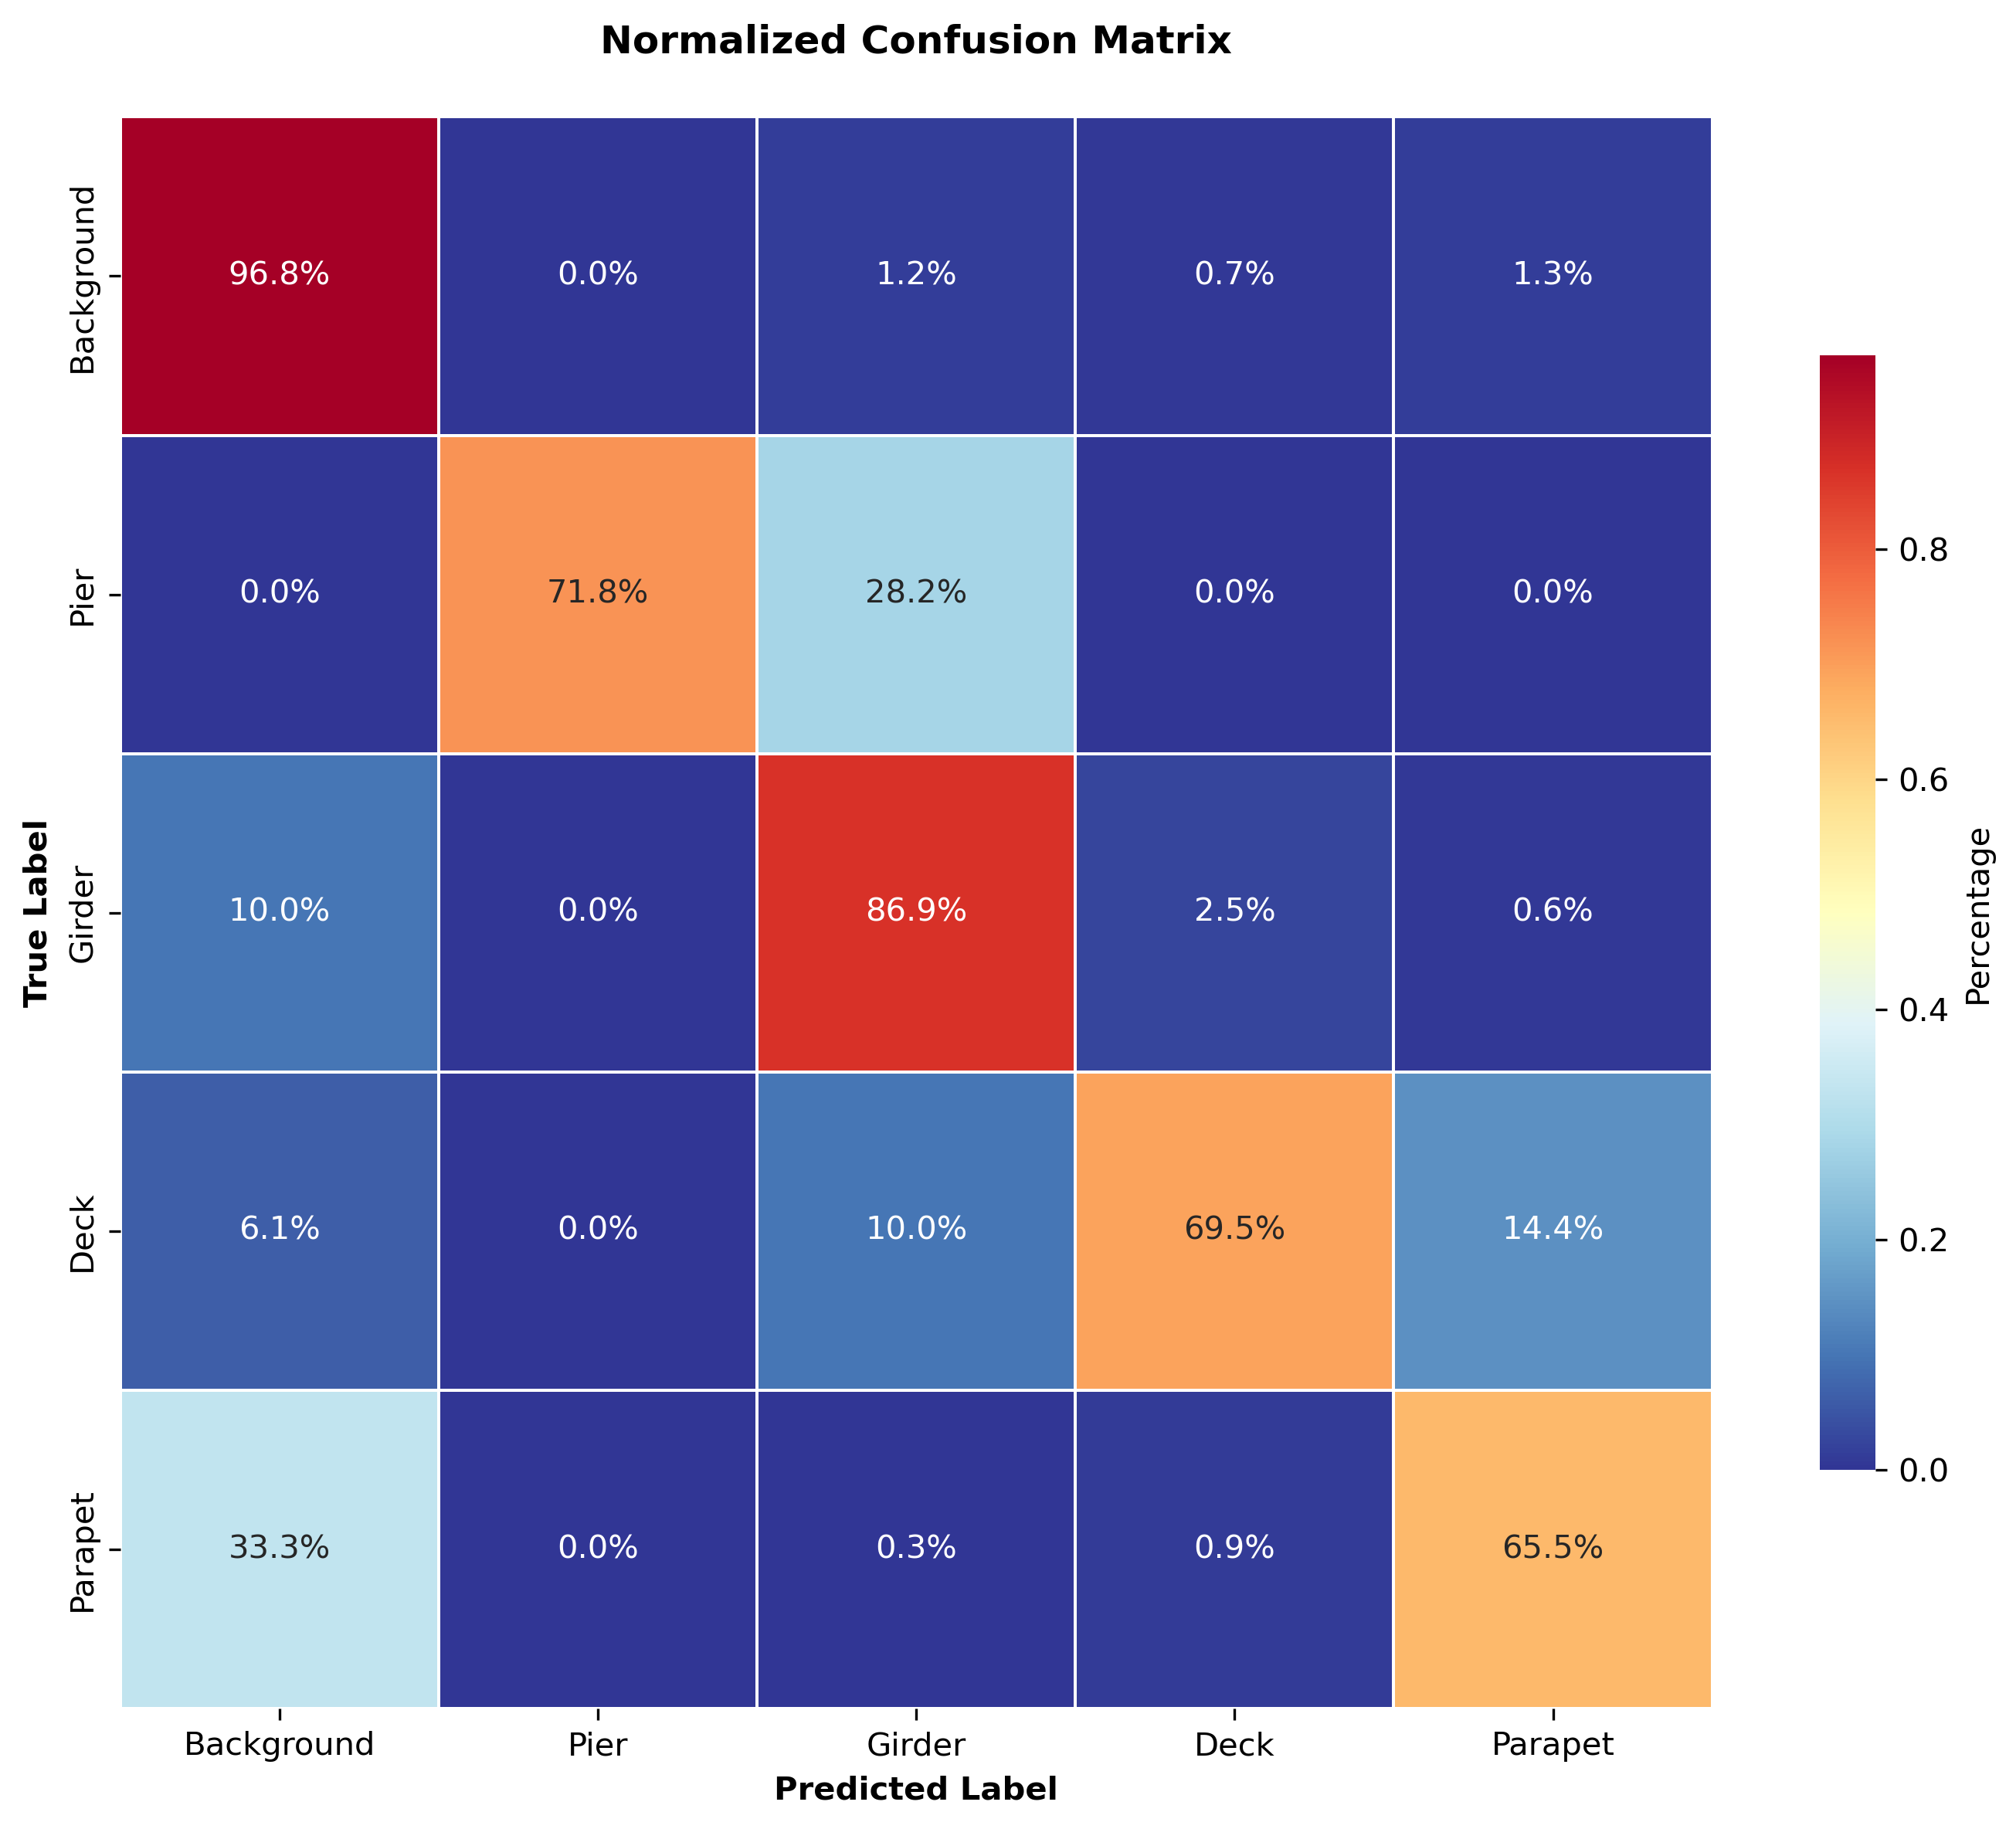 Normalized Confusion Matrix
True Label
Background
96.8%
0.0%
1.2%
0.7%
1.3%
Pier
0.0%
71.8%
28.2%
0.0%
0.0%
Girder
10.0%
0.0%
86.9%
2.5%
0.6%
Deck
6.1%
0.0%
10.0%
69.5%
14.4%
Parapet
33.3%
0.0%
0.3%
0.9%
65.5%
Background
Pier
Girder
Deck
Parapet
Predicted Label
0.8
0.6
0.4
0.2
0.0
Percentage